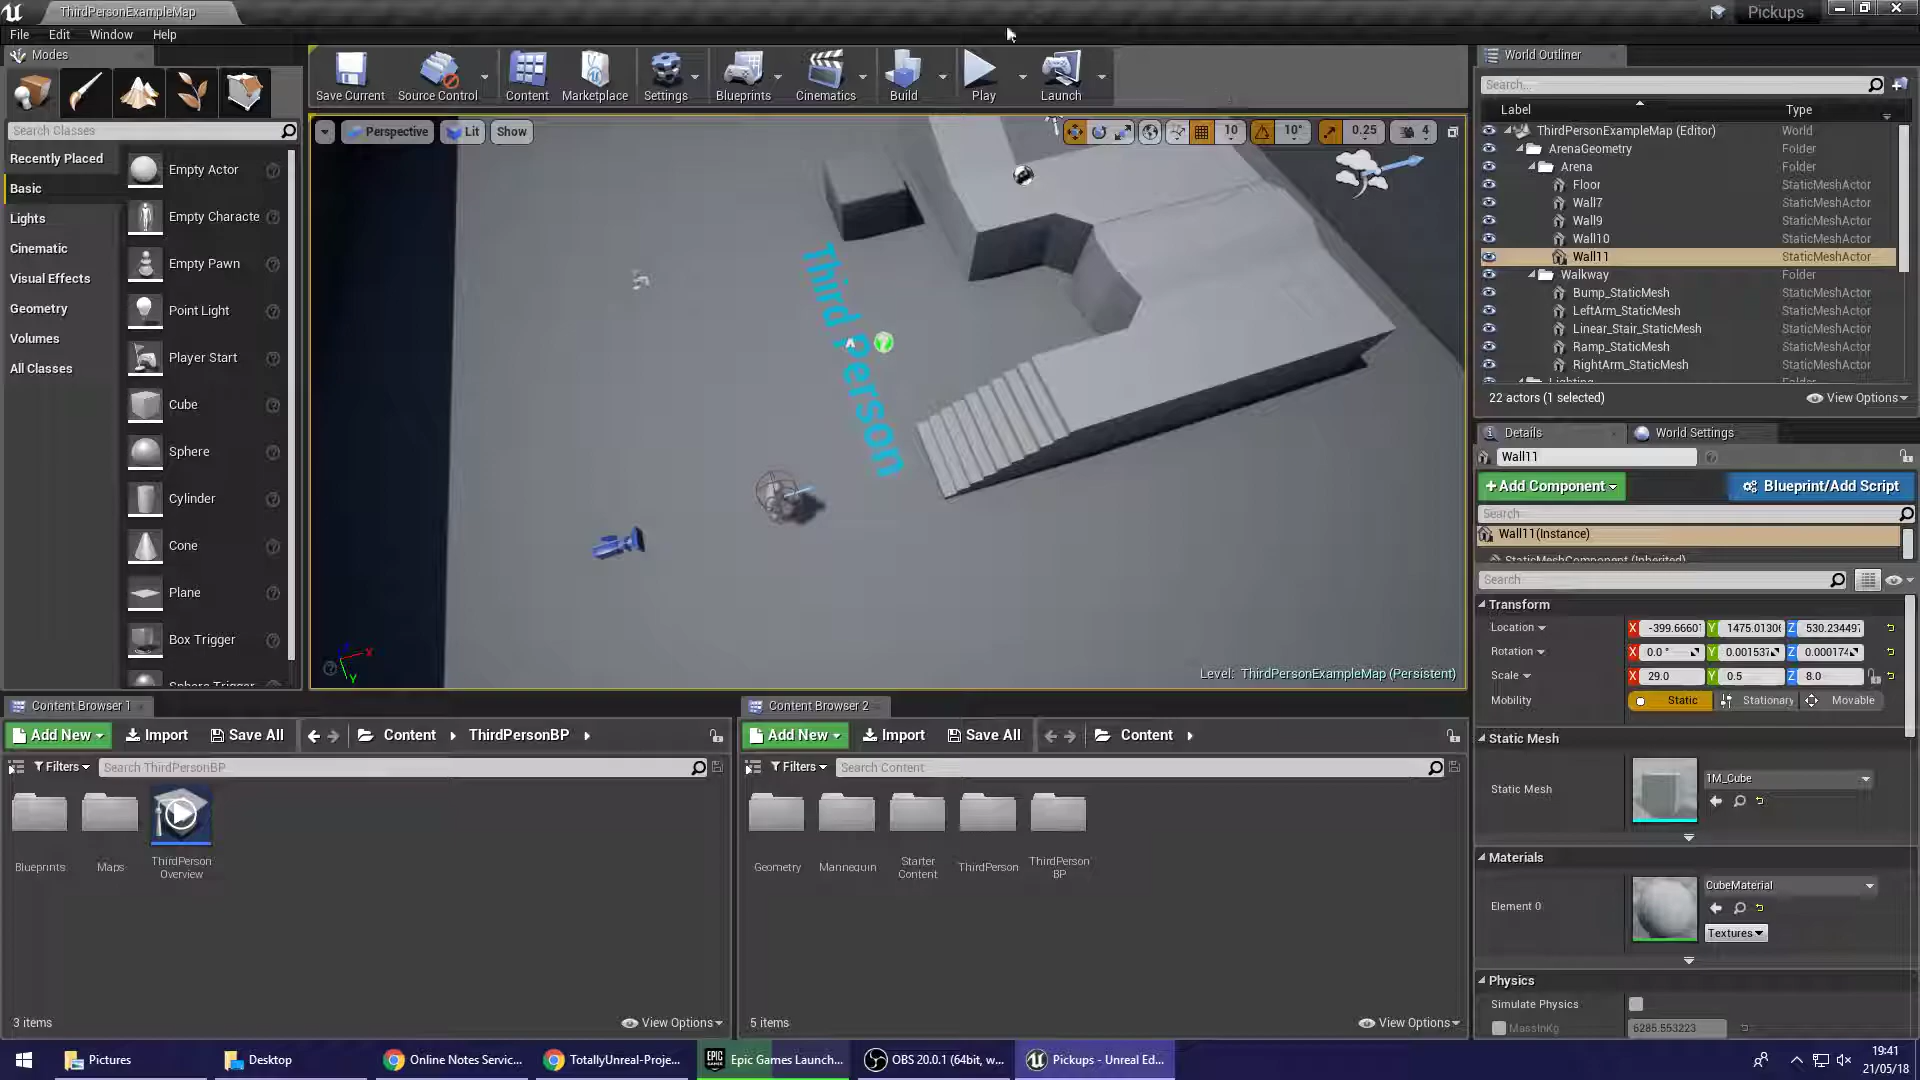 ThirdPersonExampleMap
Pickups
File Edit Window Help
Modes
Search Classes
Recently Placed
Basic
Lights
Cinematic
Visual Effects
Geometry
Volumes
All Classes
Empty Actor
Empty Characte
Empty Pawn
Point Light
Player Start
Cube
Sphere
Cylinder
Cone
Plane
Box Trigger
Sphere Trigger
Save Current
Source Control
Content
Marketplace
Settings
Blueprints
Cinematics
Build
Play
Launch
Perspective
Lit
Show
10
10°
0.25
4
Third Person
X
Y
Level: ThirdPersonExampleMap (Persistent)
World Outliner
Search...
Label Type
ThirdPersonExampleMap (Editor) World
ArenaGeometry Folder
Arena Folder
Floor StaticMeshActor
Wall7 StaticMeshActor
Wall9 StaticMeshActor
Wall10 StaticMeshActor
Wall11 StaticMeshActor
Walkway Folder
Bump_StaticMesh StaticMeshActor
LeftArm_StaticMesh StaticMeshActor
Linear_Stair_StaticMesh StaticMeshActor
Ramp_StaticMesh StaticMeshActor
RightArm_StaticMesh StaticMeshActor
Lighting Folder
22 actors (1 selected)
View Options
Details
World Settings
Wall11
+Add Component
Blueprint/Add Script
Search
Wall11(Instance)
StaticMeshComponent (Inherited)
Search
Transform
Location X -399.6660 Y 1475.0130 Z 530.234497
Rotation X 0.0 ° Y 0.001537 Z 0.000174
Scale X 29.0 Y 0.5 Z 8.0
Mobility Static Stationary Movable
Static Mesh
Static Mesh
1M_Cube
Materials
Element 0
CubeMaterial
Textures
Physics
Simulate Physics
MassInKg 6285.553223
Content Browser 1
Add New Import Save All Content ThirdPersonBP
Filters Search ThirdPersonBP
Blueprints
Maps
ThirdPerson
Overview
3 items
View Options
Content Browser 2
Add New Import Save All Content
Filters Search Content
Geometry
Mannequin
Starter
Content
ThirdPerson
ThirdPerson
BP
5 items
View Options
Pictures
Desktop
Online Notes Servic...
TotallyUnreal-Proje...
EPIC
GAMES
Epic Games Launch...
OBS 20.0.1 (64bit, w...
Pickups - Unreal Ed...
19:41
21/05/18